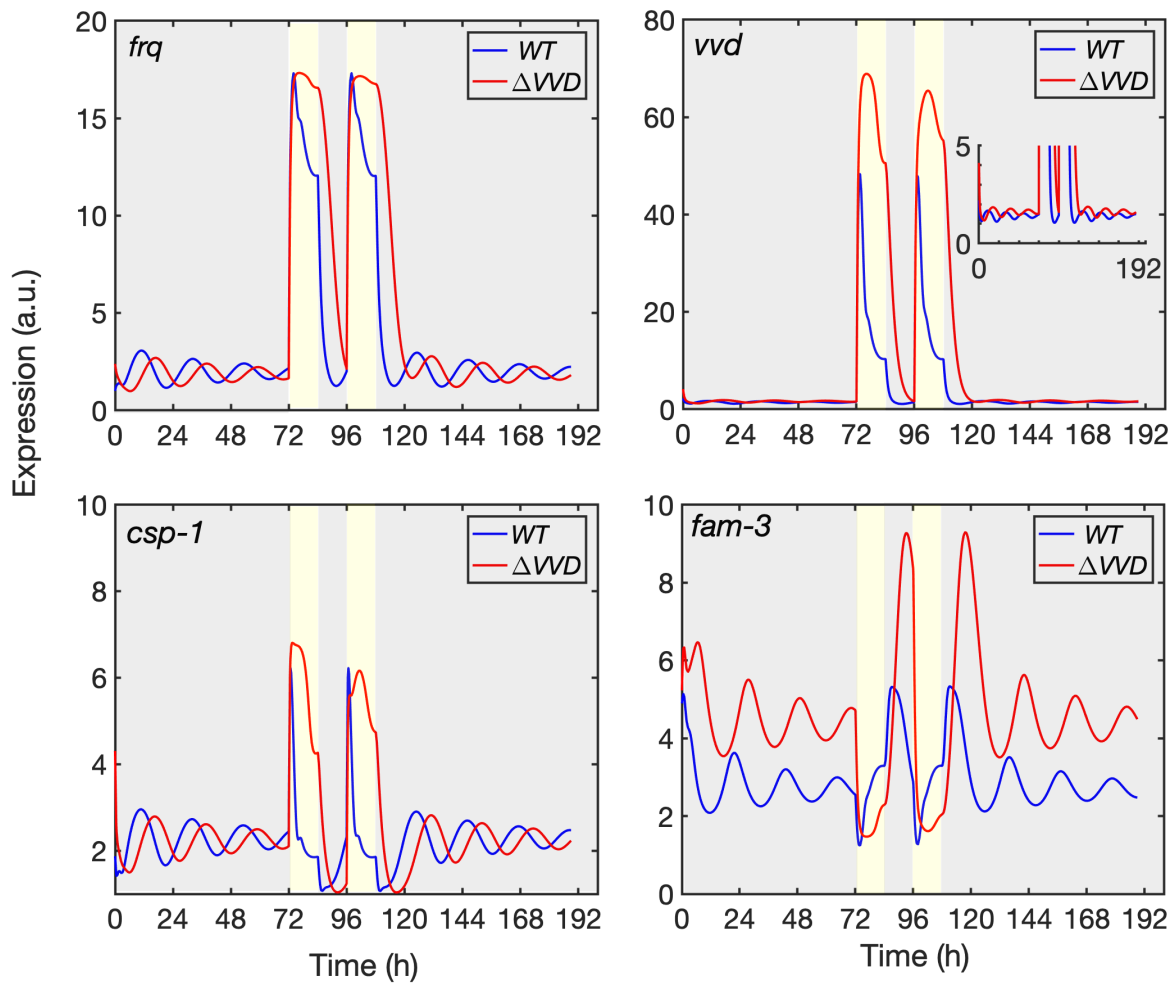 frq
WT
ΔVVD
20
15
10
5
0
0 24 48 72 96 120 144 168 192
vvd
WT
ΔVVD
80
60
40
20
0
0 24 48 72 96 120 144 168 192
5
0
0 192
Expression (a.u.)
csp-1
WT
ΔVVD
10
8
6
4
2
0 24 48 72 96 120 144 168 192
Time (h)
fam-3
WT
ΔVVD
10
8
6
4
2
0
0 24 48 72 96 120 144 168 192
Time (h)